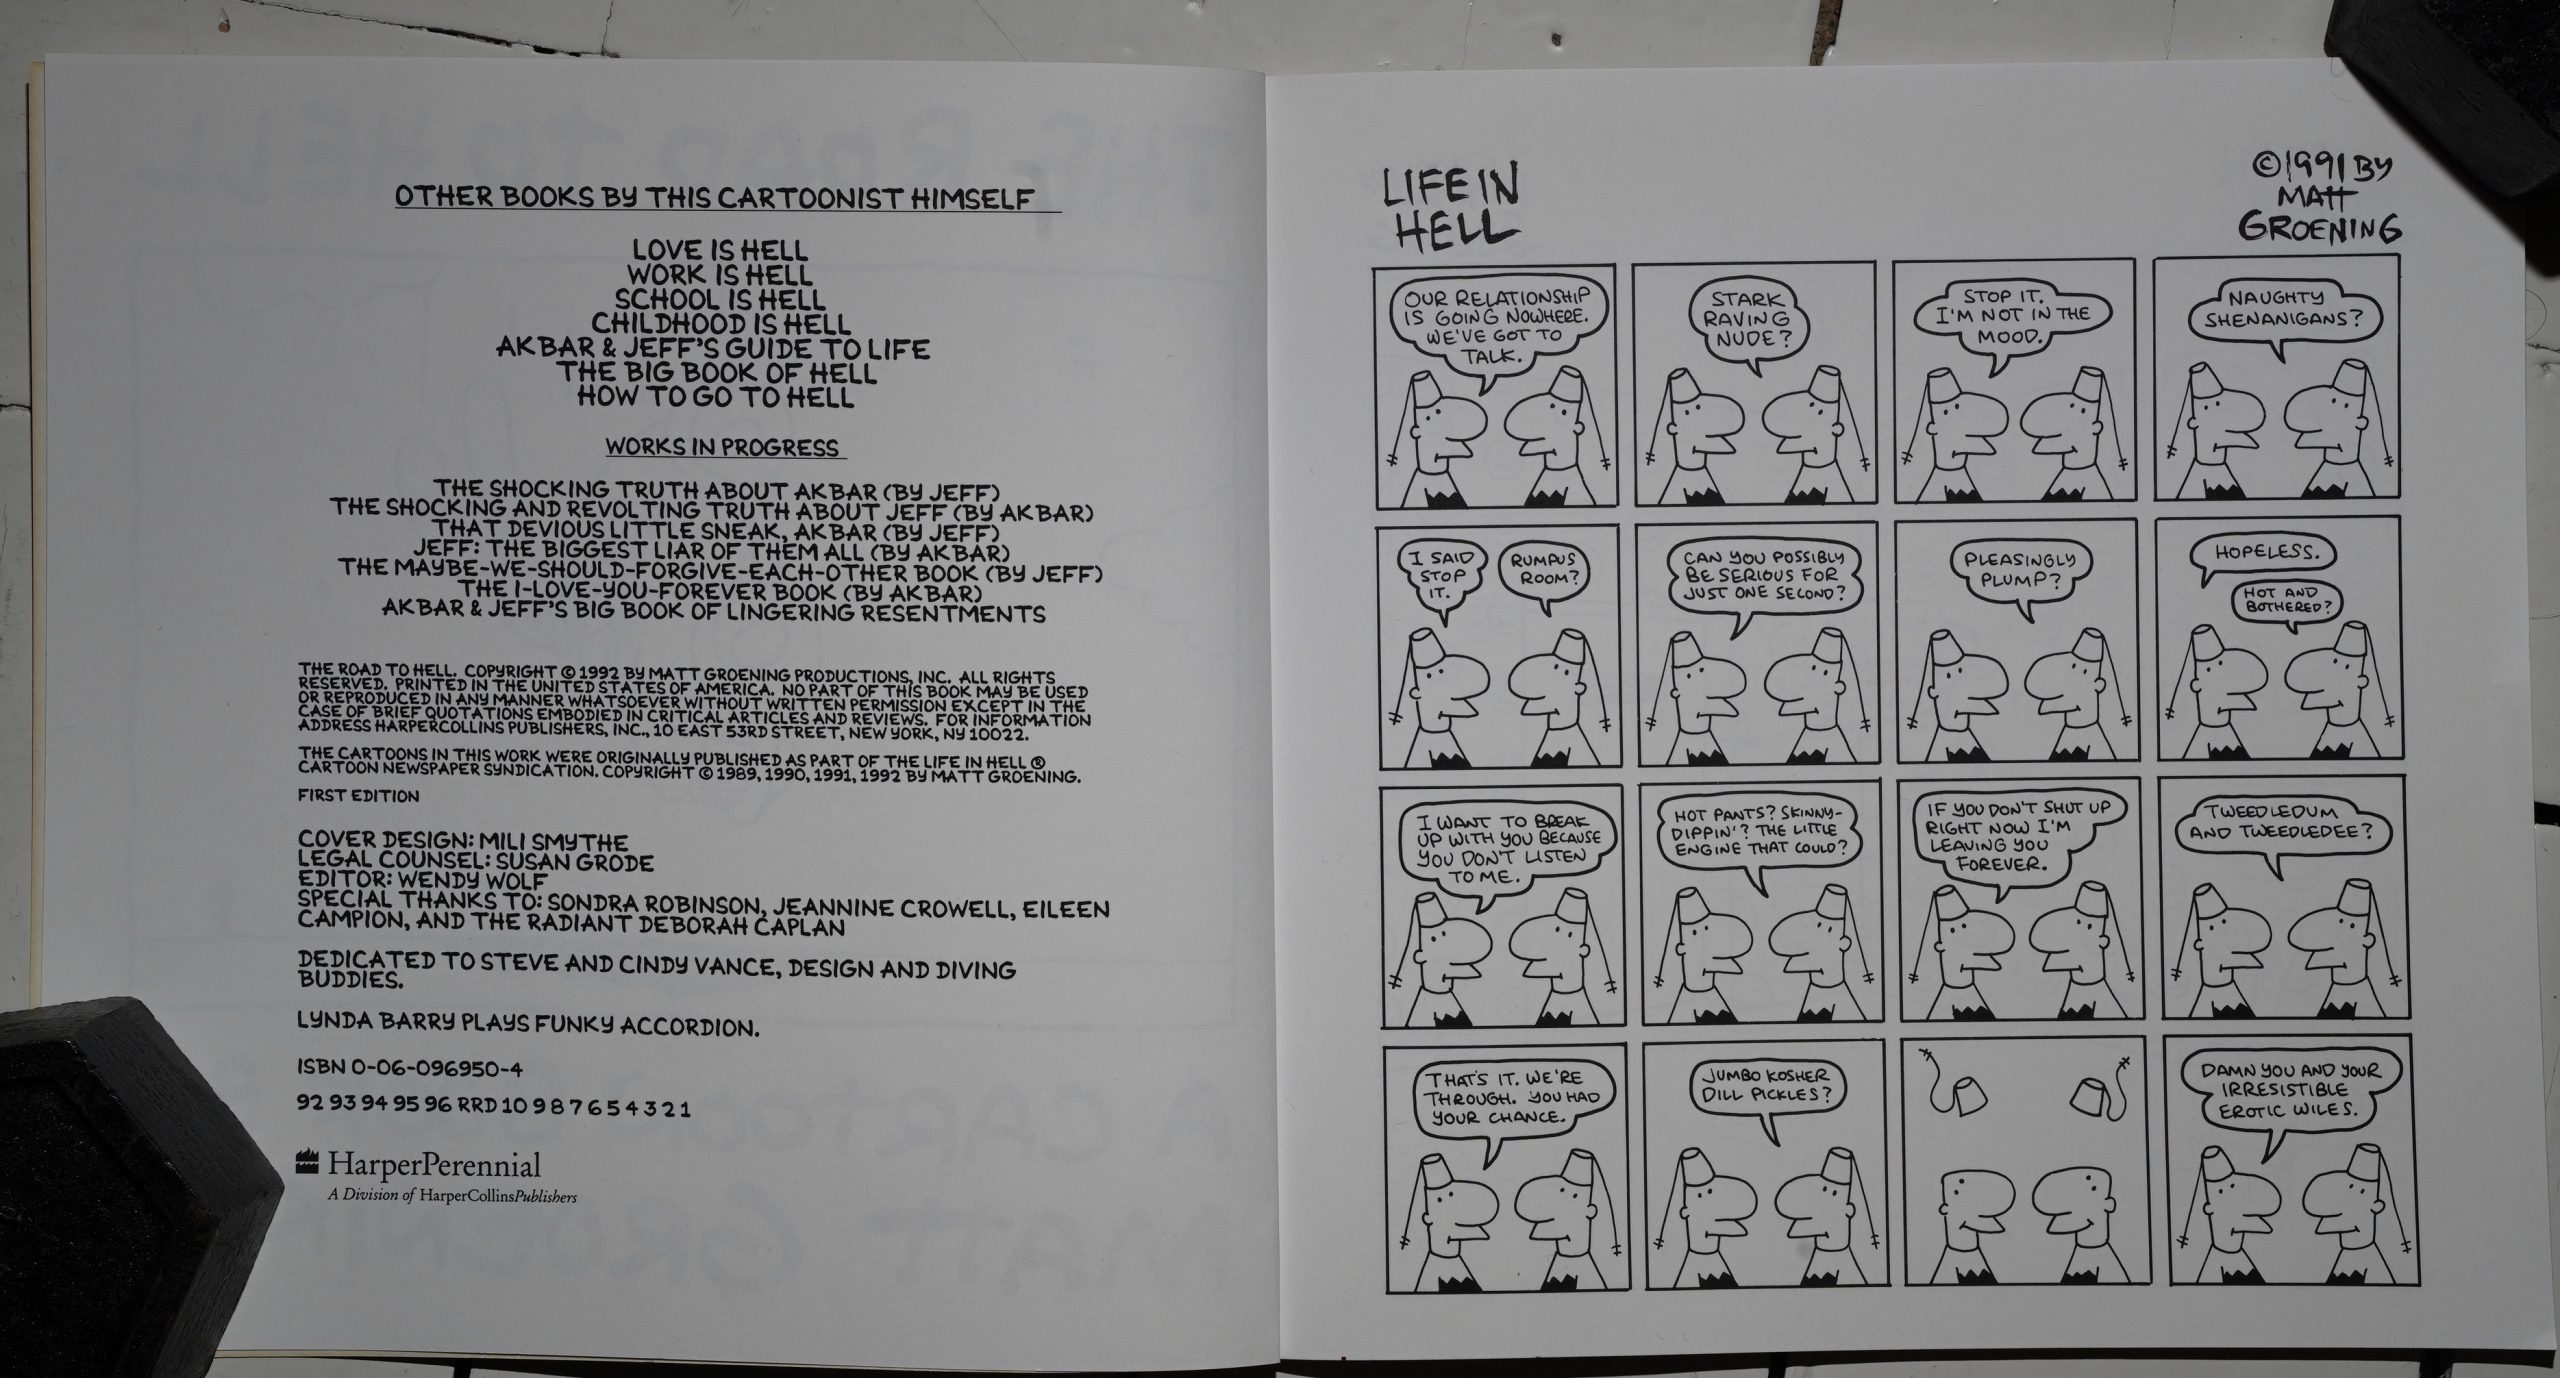 OTHER BOOKS BY THIS CARTOONIST HIMSELF
LOVE IS HELL
WORK IS HELL
SCHOOL IS HELL
CHILDHOOD IS HELL
AKBAR & JEFF'S GUIDE TO LIFE
THE BIG BOOK OF HELL
HOW TO GO TO HELL
WORKS IN PROGRESS
THE SHOCKING TRUTH ABOUT AKBAR (BY JEFF)
THE SHOCKING AND REVOLTING TRUTH ABOUT JEFF (BY AKBAR)
THAT DEVIOUS LITTLE SNEAK, AKBAR (BY JEFF)
JEFF: THE BIGGEST LIAR OF THEM ALL (BY AKBAR)
THE MAYBE-WE-SHOULD-FORGIVE-EACH-OTHER BOOK (BY JEFF)
THE I-LOVE-YOU-FOREVER BOOK (BY AKBAR)
AKBAR & JEFF'S BIG BOOK OF LINGERING RESENTMENTS
THE ROAD TO HELL. COPYRIGHT © 1992 BY MATT GROENING PRODUCTIONS, INC. ALL RIGHTS
RESERVED. PRINTED IN THE UNITED STATES OF AMERICA. NO PART OF THIS BOOK MAY BE USED
OR REPRODUCED IN ANY MANNER WHATSOEVER WITHOUT WRITTEN PERMISSION EXCEPT IN THE
CASE OF BRIEF QUOTATIONS EMBODIED IN CRITICAL ARTICLES AND REVIEWS. FOR INFORMATION
ADDRESS HARPERCOLLINS PUBLISHERS, INC., 10 EAST 53RD STREET, NEW YORK, NY 10022.
THE CARTOONS IN THIS WORK WERE ORIGINALLY PUBLISHED AS PART OF THE LIFE IN HELL ®
CARTOON NEWSPAPER SYNDICATION. COPYRIGHT © 1989, 1990, 1991, 1992 BY MATT GROENING.
FIRST EDITION
COVER DESIGN: MILI SMYTHE
LEGAL COUNSEL: SUSAN GRODE
EDITOR: WENDY WOLF
SPECIAL THANKS TO: SONDRA ROBINSON, JEANNINE CROWELL, EILEEN
CAMPION, AND THE RADIANT DEBORAH CAPLAN
DEDICATED TO STEVE AND CINDY VANCE, DESIGN AND DIVING
BUDDIES.
LYNDA BARRY PLAYS FUNKY ACCORDION.
ISBN 0-06-096950-4
92 93 94 95 96 RRD 10 9 8 7 6 5 4 3 2 1
HarperPerennial
A Division of HarperCollinsPublishers
LIFE IN
HELL
©1991 BY
MATT
GROENING
OUR RELATIONSHIP
IS GOING NOWHERE.
WE'VE GOT TO
TALK.
STARK
RAVING
NUDE?
STOP IT.
I'M NOT IN THE
MOOD.
NAUGHTY
SHENANIGANS?
I SAID
STOP
IT.
RUMPUS
ROOM?
CAN YOU POSSIBLY
BE SERIOUS FOR
JUST ONE SECOND?
PLEASINGLY
PLUMP?
HOPELESS.
HOT AND
BOTHERED?
I WANT TO BREAK
UP WITH YOU BECAUSE
YOU DON'T LISTEN
TO ME.
HOT PANTS? SKINNY-
DIPPIN'? THE LITTLE
ENGINE THAT COULD?
IF YOU DON'T SHUT UP
RIGHT NOW I'M
LEAVING YOU
FOREVER.
TWEEDLEDUM
AND TWEEDLEDEE?
THAT'S IT. WE'RE
THROUGH. YOU HAD
YOUR CHANCE.
JUMBO KOSHER
DILL PICKLES?
DAMN YOU AND YOUR
IRRESISTIBLE
EROTIC WILES.